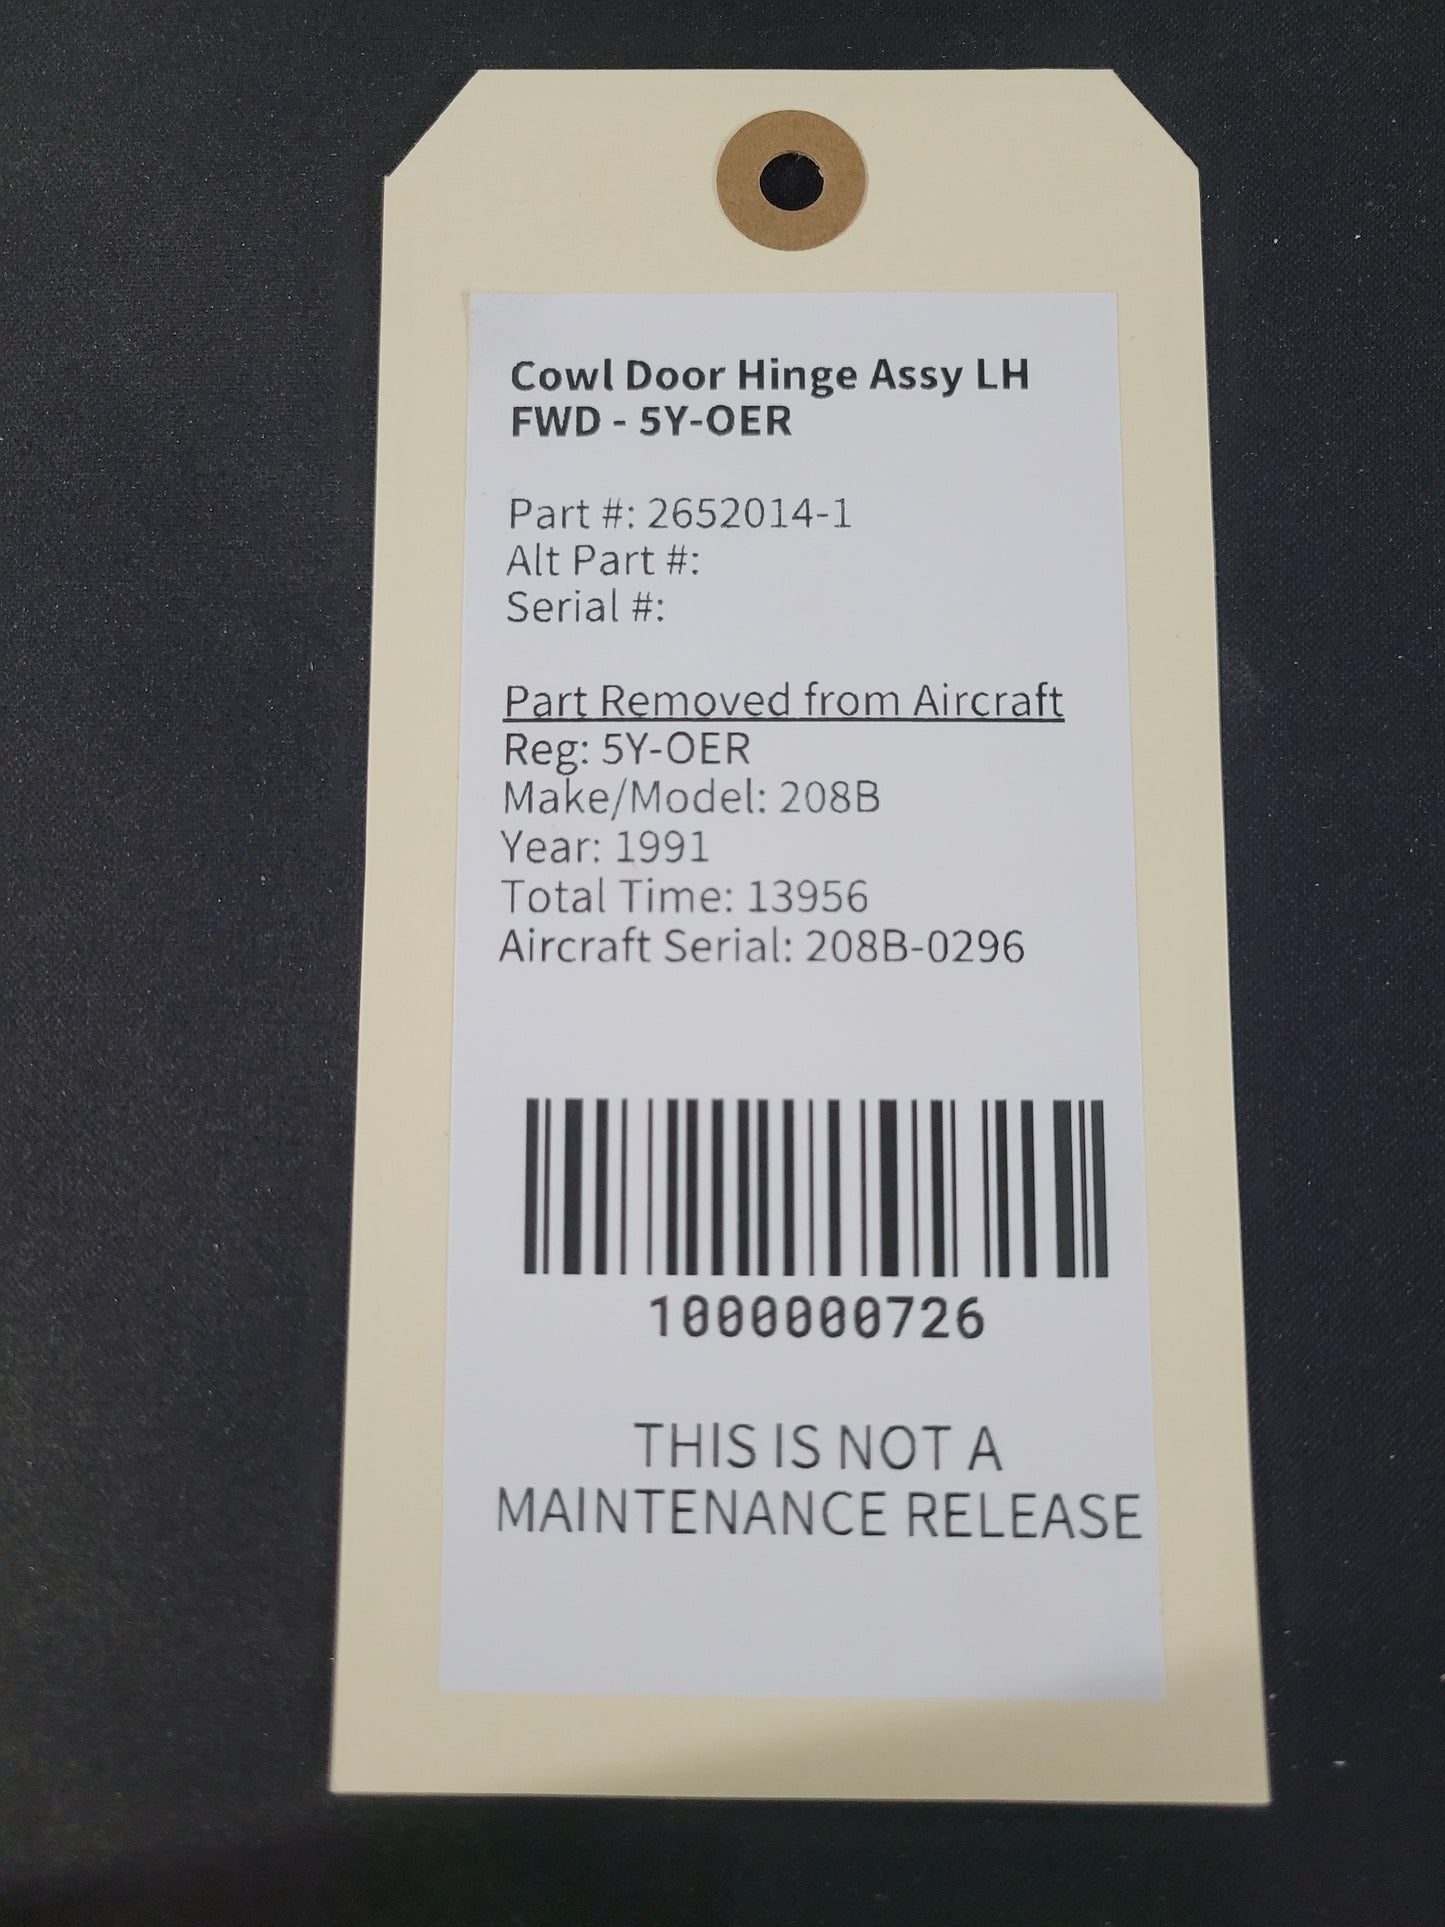 Cowl Door Hinge Assy LH
FWD - 5Y-OER
Part #: 2652014-1
Alt Part #:
Serial #:
Part Removed from Aircraft
Reg: 5Y-OER
Make/Model: 208B
Year: 1991
Total Time: 13956
Aircraft Serial: 208B-0296
1000000726
THIS IS NOT A
MAINTENANCE RELEASE